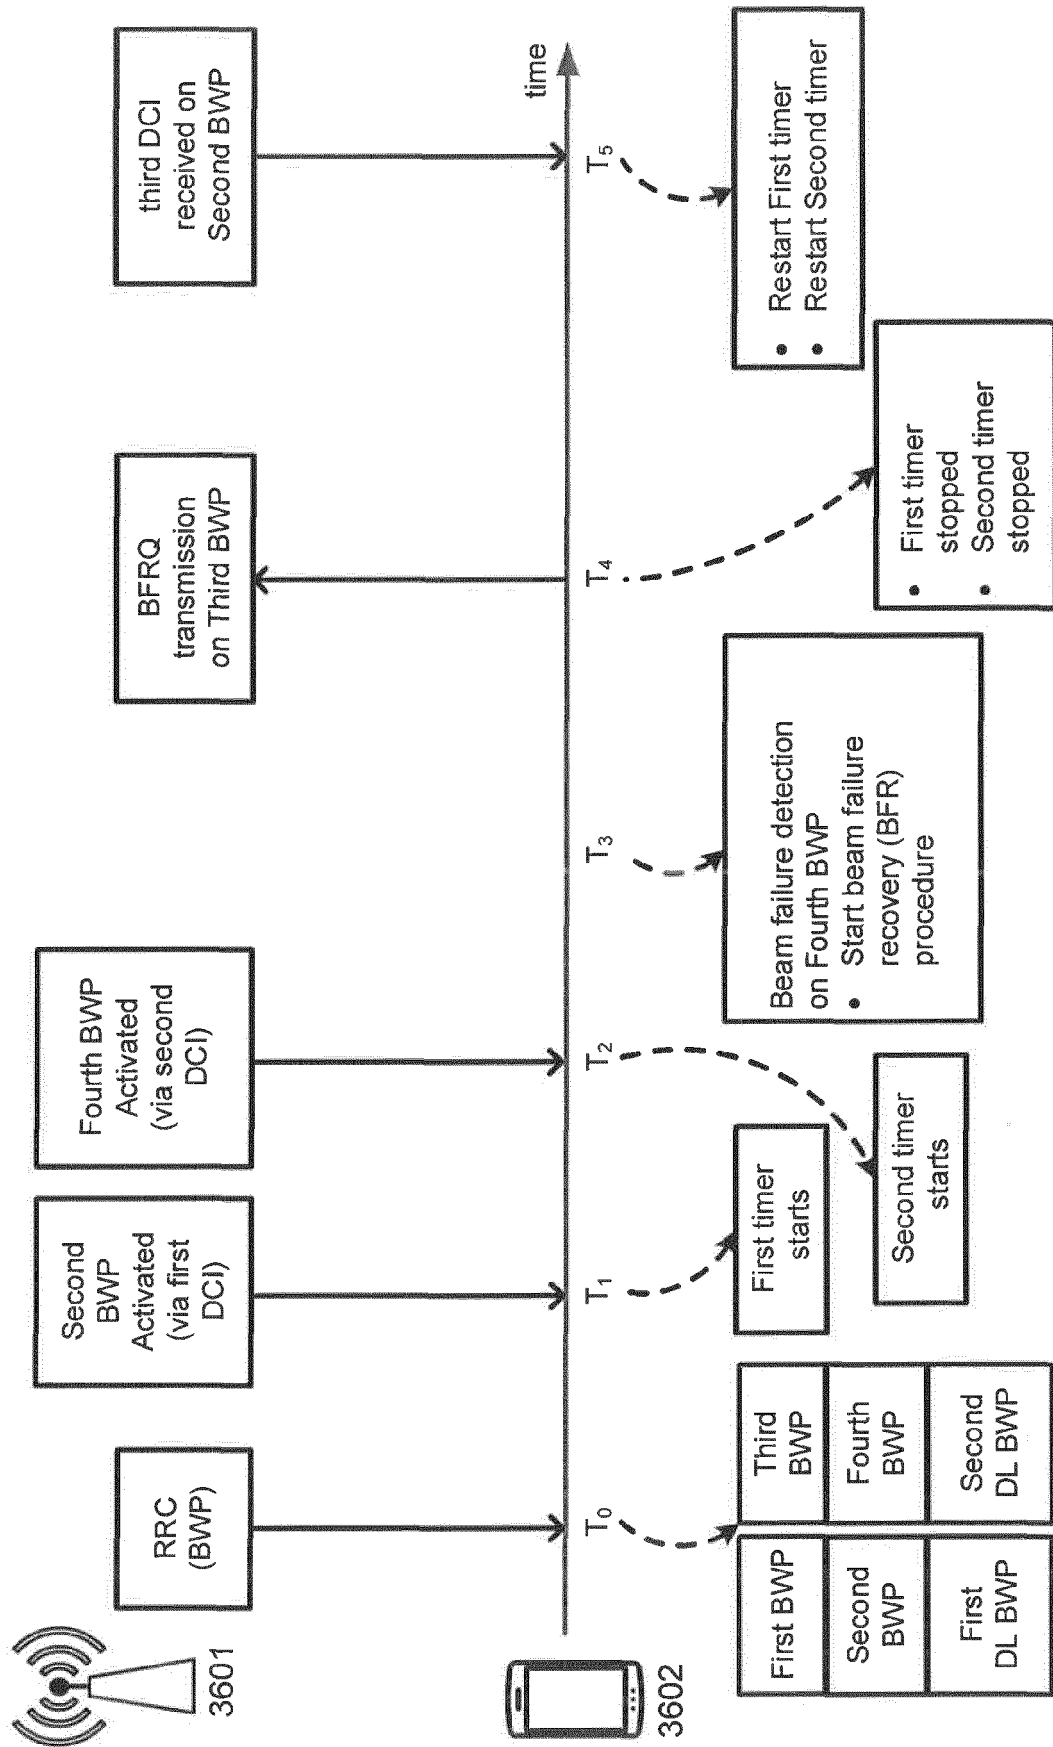 3601
RRC
(BWP)
Second
BWP
Activated
(via first
DCI)
Fourth BWP
Activated
(via second
DCI)
BFRQ
transmission
on Third BWP
third DCI
received on
Second BWP
3602
time
T0
T1
T2
T3
T4
T5
First BWP
Second
BWP
First
DL BWP
Third
BWP
Fourth
BWP
Second
DL BWP
First timer
starts
Second timer
starts
Beam failure detection
on Fourth BWP
• Start beam failure
recovery (BFR)
procedure
• First timer
stopped
• Second timer
stopped
• Restart First timer
• Restart Second timer